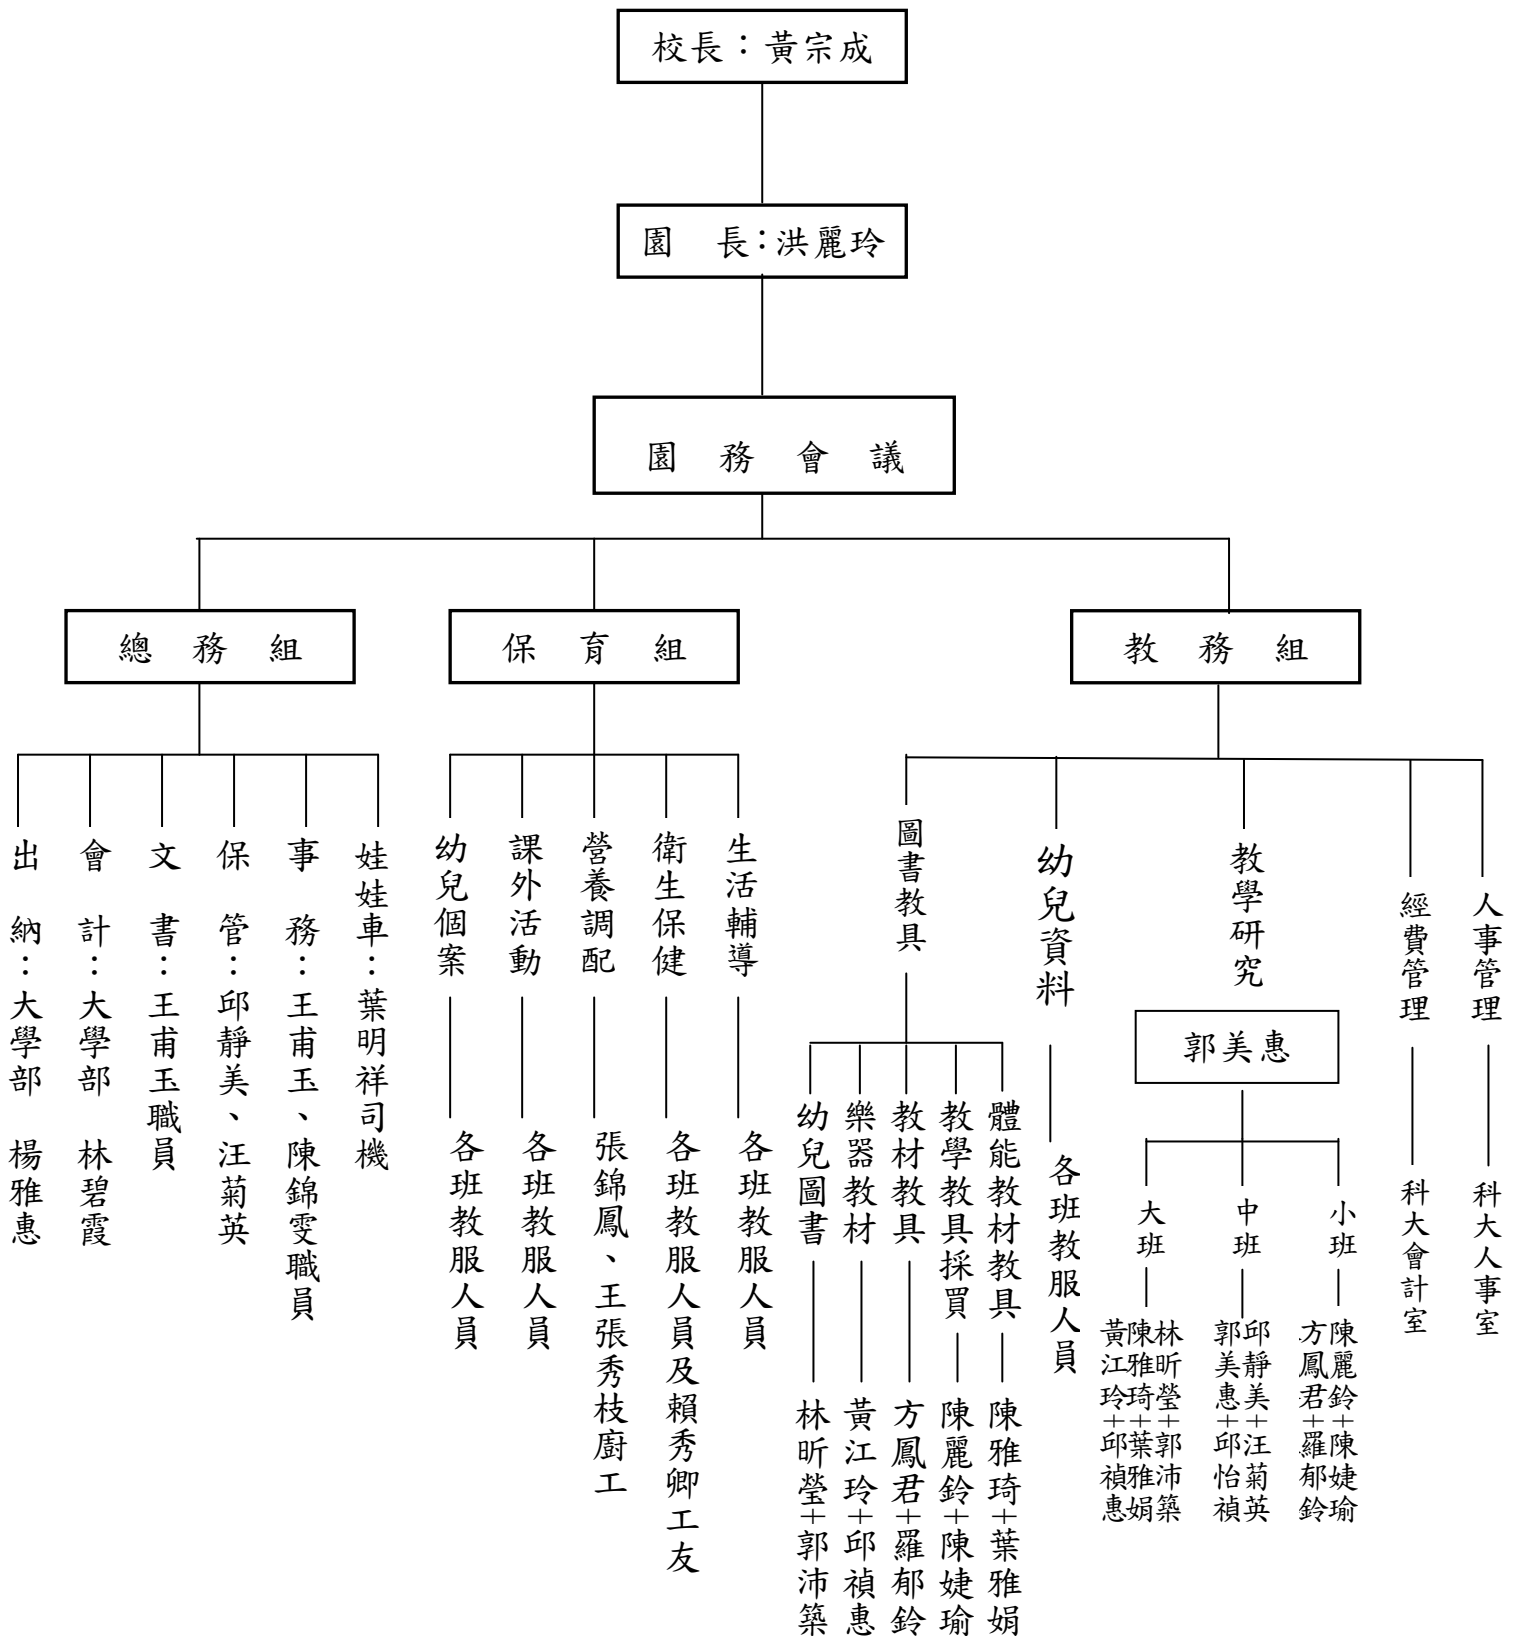 校長：黃宗成
園　長：洪麗玲
園　務　會　議
總　務　組
保　育　組
教　務　組
出　納：大學部　楊雅惠
會　計：大學部　林碧霞
文　書：王甫玉職員
保　管：邱靜美、汪菊英
事　務：王甫玉、陳錦雯職員
娃娃車：葉明祥司機
幼兒個案
各班教服人員
課外活動
各班教服人員
營養調配
張錦鳳、王張秀枝廚工
衛生保健
各班教服人員及賴秀卿工友
生活輔導
各班教服人員
圖書教具
幼兒圖書
林昕瑩+郭沛築
樂器教材
黃江玲+邱禎惠
教材教具
方鳳君+羅郁鈴
教學教具採買
陳麗鈴+陳婕瑜
體能教材教具
陳雅琦+葉雅娟
幼兒資料
各班教服人員
教學研究
郭美惠
大班
林昕瑩+郭沛築
陳雅琦+葉雅娟
黃江玲+邱禎惠
中班
邱靜美+汪菊英
郭美惠+邱怡禎
小班
陳麗鈴+陳婕瑜
方鳳君+羅郁鈴
經費管理
科大會計室
人事管理
科大人事室